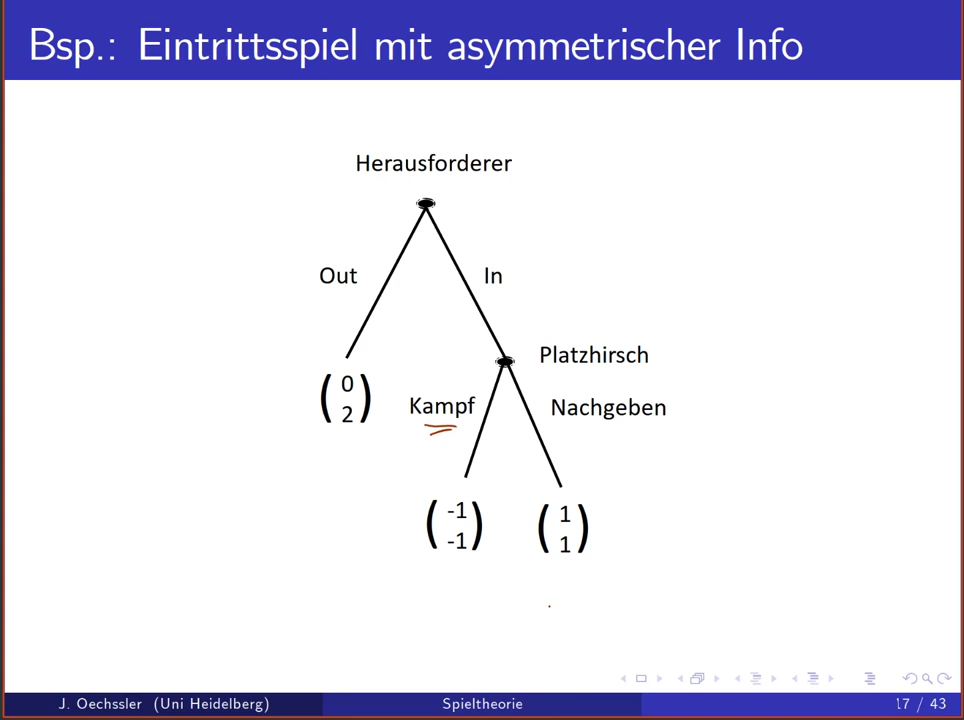 Bsp.: Eintrittsspiel mit asymmetrischer Info
Herausforderer
Out
In
Platzhirsch
Kampf
Nachgeben
0
2
-1
-1
1
1
J. Oechssler (Uni Heidelberg)
Spieltheorie
17 / 43